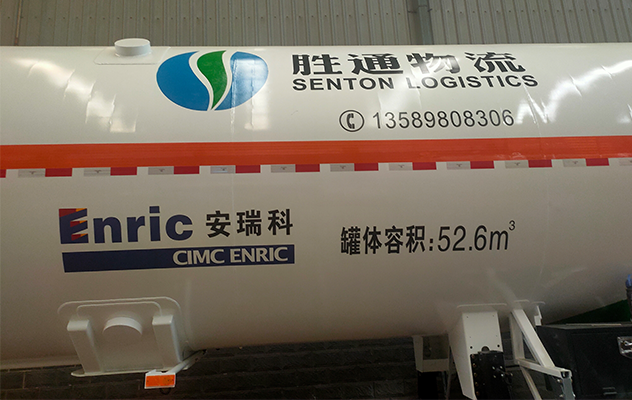 胜通物流
SENTON LOGISTICS
13589808306
Enric 安瑞科
CIMC ENRIC
罐体容积:52.6m³